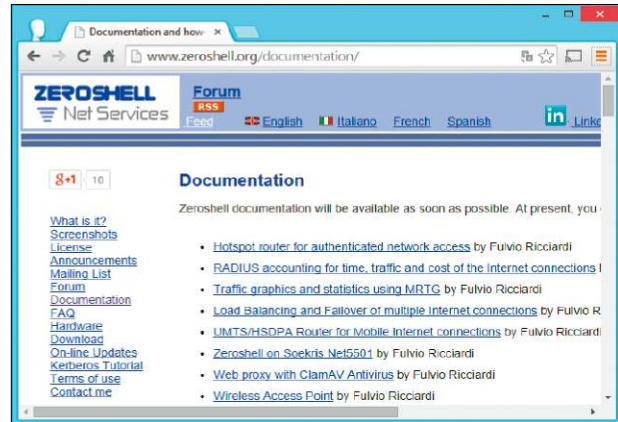 Documentation and how-
www.zeroshell.org/documentation/
ZEROSHELL
Net Services
Forum
RSS
Feed English Italiano French Spanish
in Linke
g+1 10
What is it?
Screenshots
License
Announcements
Mailing List
Forum
Documentation
FAQ
Hardware
Download
On-line Updates
Kerberos Tutorial
Terms of use
Contact me
Documentation
Zeroshell documentation will be available as soon as possible. At present, you
• Hotspot router for authenticated network access by Fulvio Ricciardi
• RADIUS accounting for time, traffic and cost of the Internet connections
• Traffic graphics and statistics using MRTG by Fulvio Ricciardi
• Load Balancing and Failover of multiple Internet connections by Fulvio R
• UMTS/HSDPA Router for Mobile Internet connections by Fulvio Ricciardi
• Zeroshell on Soekris Net5501 by Fulvio Ricciardi
• Web proxy with ClamAV Antivirus by Fulvio Ricciardi
• Wireless Access Point by Fulvio Ricciardi